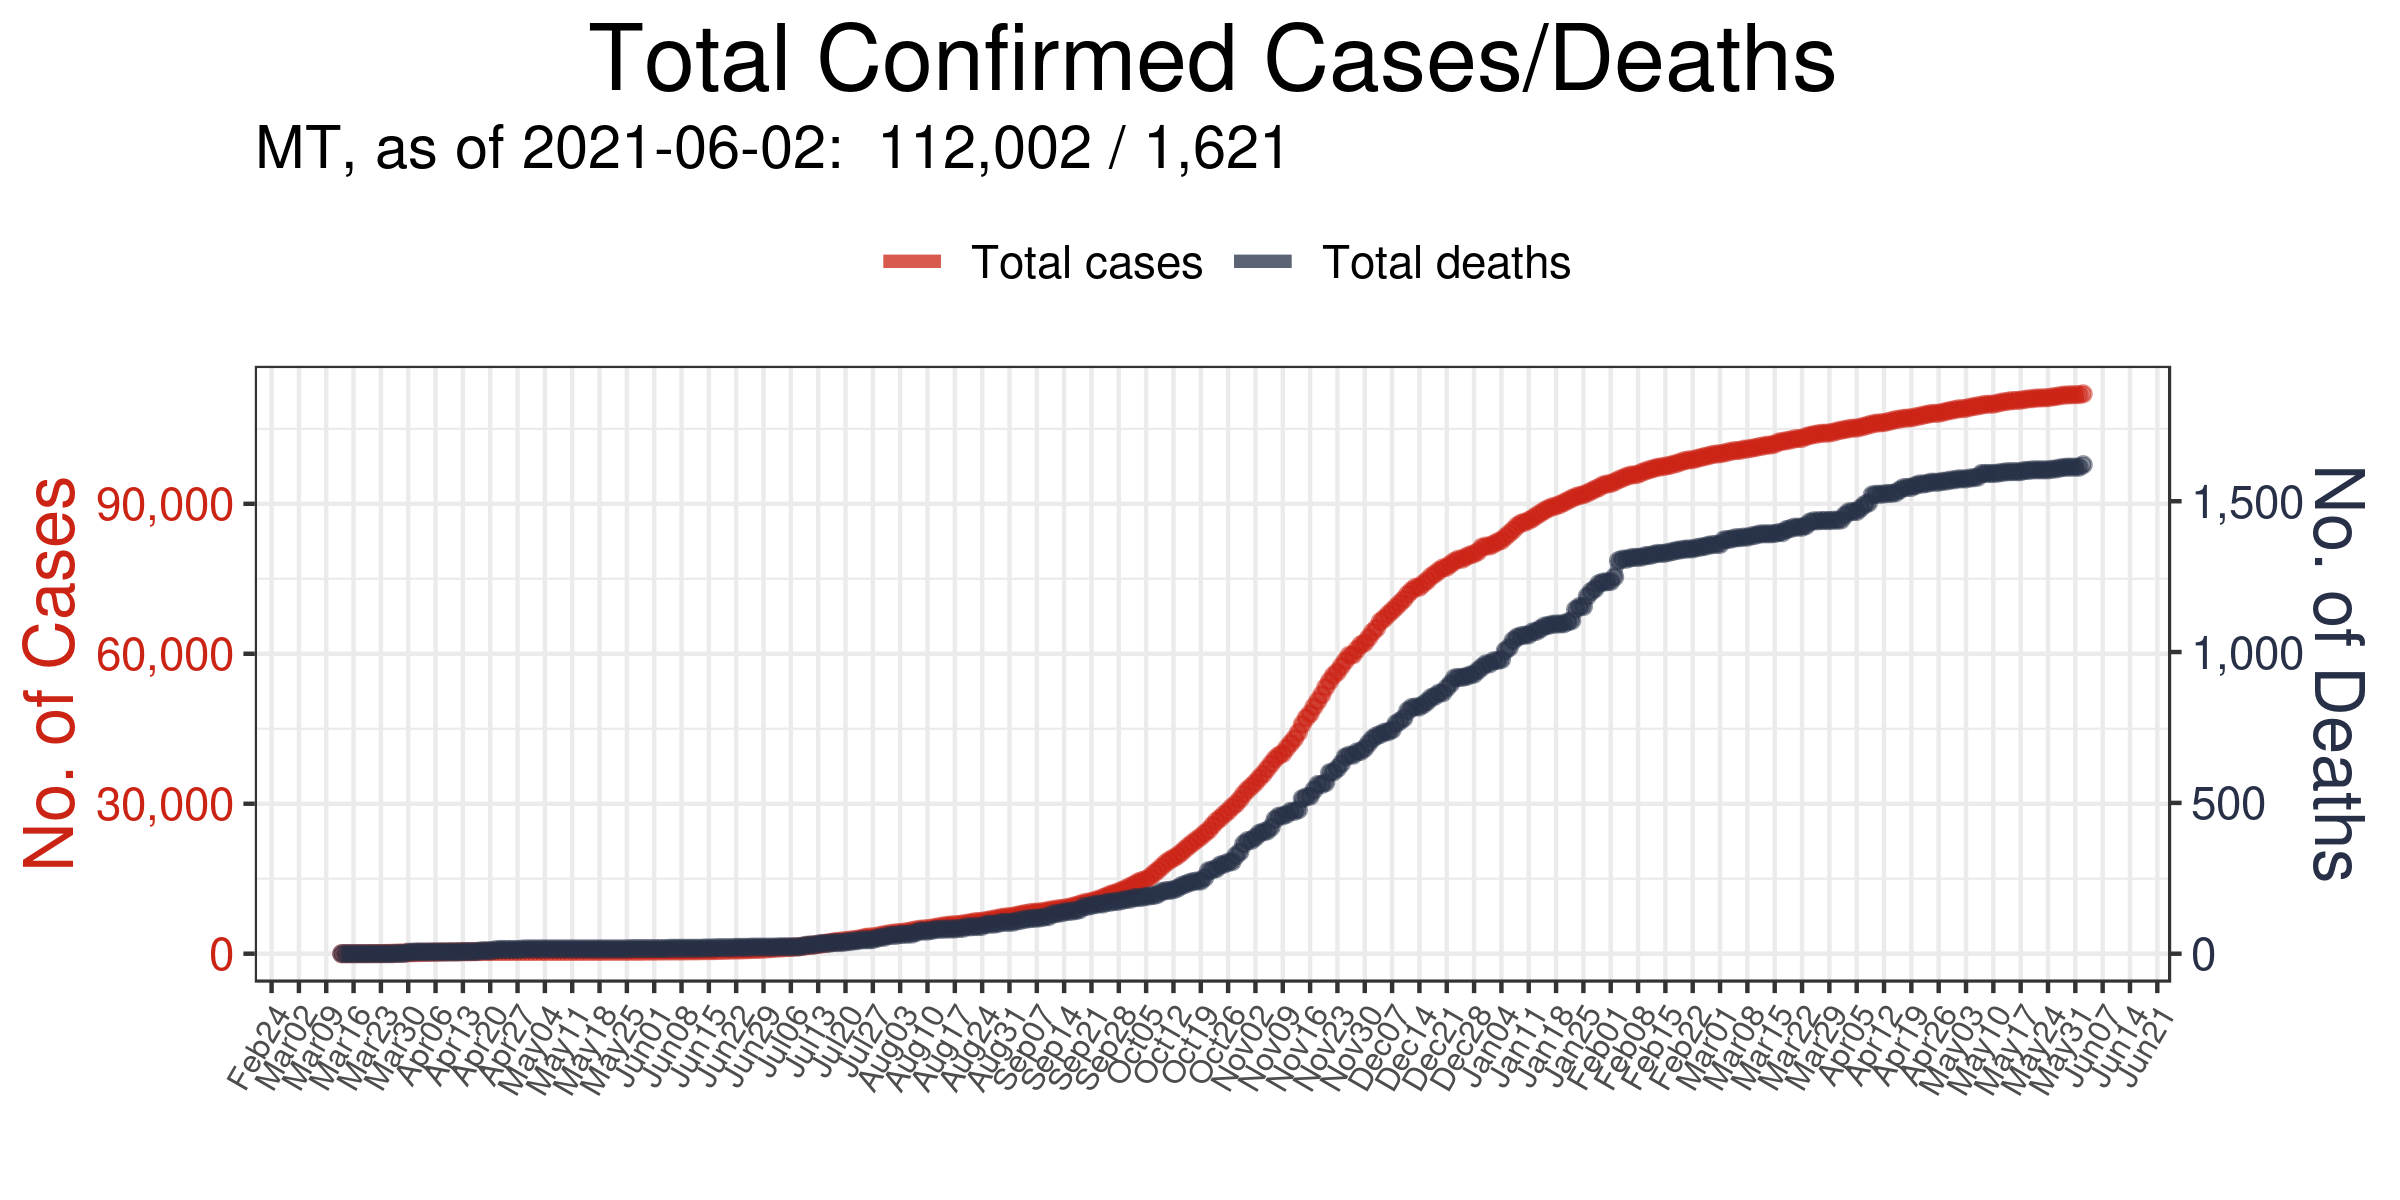 Total Confirmed Cases/Deaths
MT, as of 2021-06-02:  112,002 / 1,621
Total cases
Total deaths
No. of Cases
90,000
60,000
30,000
0
1,500
1,000
500
0
No. of Deaths
Feb24
Mar02
Mar09
Mar16
Mar23
Mar30
Apr06
Apr13
Apr20
Apr27
May04
May11
May18
May25
Jun01
Jun08
Jun15
Jun22
Jun29
Jul06
Jul13
Jul20
Jul27
Aug03
Aug10
Aug17
Aug24
Aug31
Sep07
Sep14
Sep21
Sep28
Oct05
Oct12
Oct19
Oct26
Nov02
Nov09
Nov16
Nov23
Nov30
Dec07
Dec14
Dec21
Dec28
Jan04
Jan11
Jan18
Jan25
Feb01
Feb08
Feb15
Feb22
Mar01
Mar08
Mar15
Mar22
Mar29
Apr05
Apr12
Apr19
Apr26
May03
May10
May17
May24
May31
Jun07
Jun14
Jun21